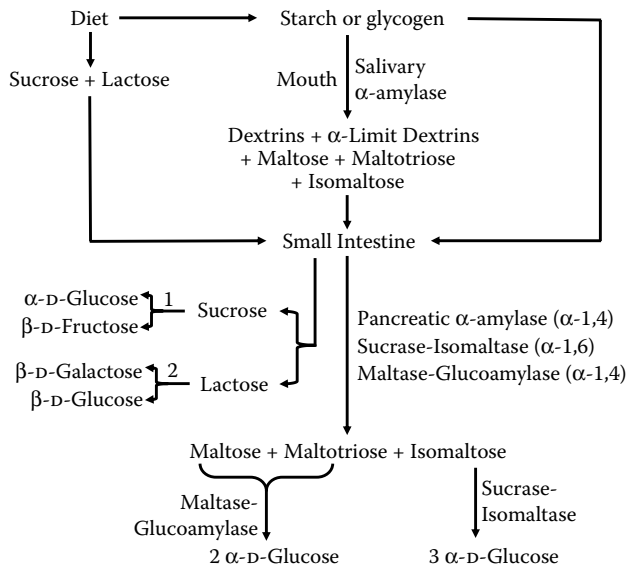 Diet
Starch or glycogen
Sucrose + Lactose
Mouth
Salivary
α-amylase
Dextrins + α-Limit Dextrins
+ Maltose + Maltotriose
+ Isomaltose
Small Intestine
α-ᴅ-Glucose
β-ᴅ-Fructose
1
Sucrose
β-ᴅ-Galactose
β-ᴅ-Glucose
2
Lactose
Pancreatic α-amylase (α-1,4)
Sucrase-Isomaltase (α-1,6)
Maltase-Glucoamylase (α-1,4)
Maltose + Maltotriose + Isomaltose
Maltase-
Glucoamylase
Sucrase-
Isomaltase
2 α-ᴅ-Glucose
3 α-ᴅ-Glucose